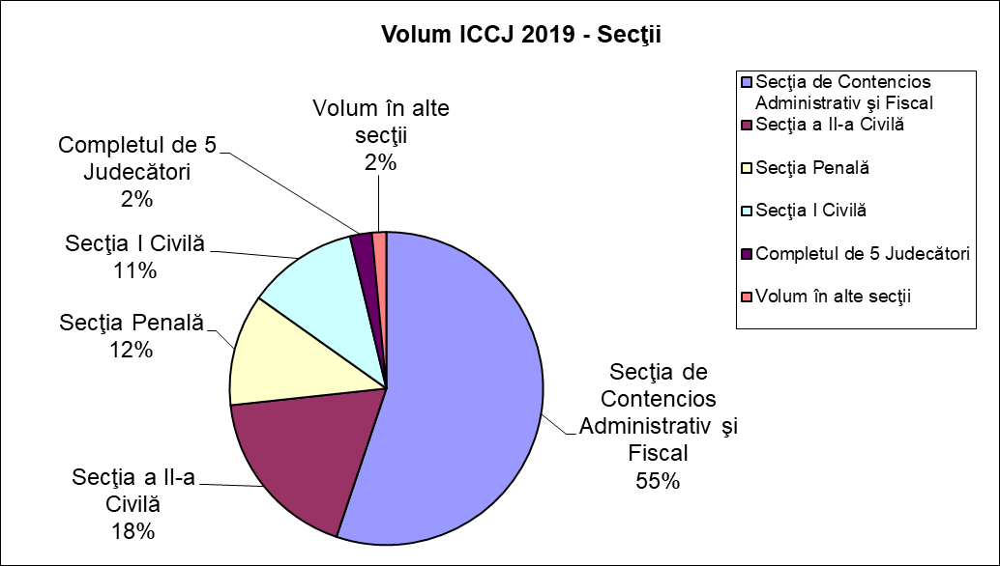 Volum ICCJ 2019 - Secţii
Volum în alte
secţii
2%
Completul de 5
Judecători
2%
Secţia I Civilă
11%
Secţia Penală
12%
Secţia a II-a
Civilă
18%
Secţia de
Contencios
Administrativ şi
Fiscal
55%
Secţia de Contencios
Administrativ şi Fiscal
Secţia a II-a Civilă
Secţia Penală
Secţia I Civilă
Completul de 5 Judecători
Volum în alte secţii